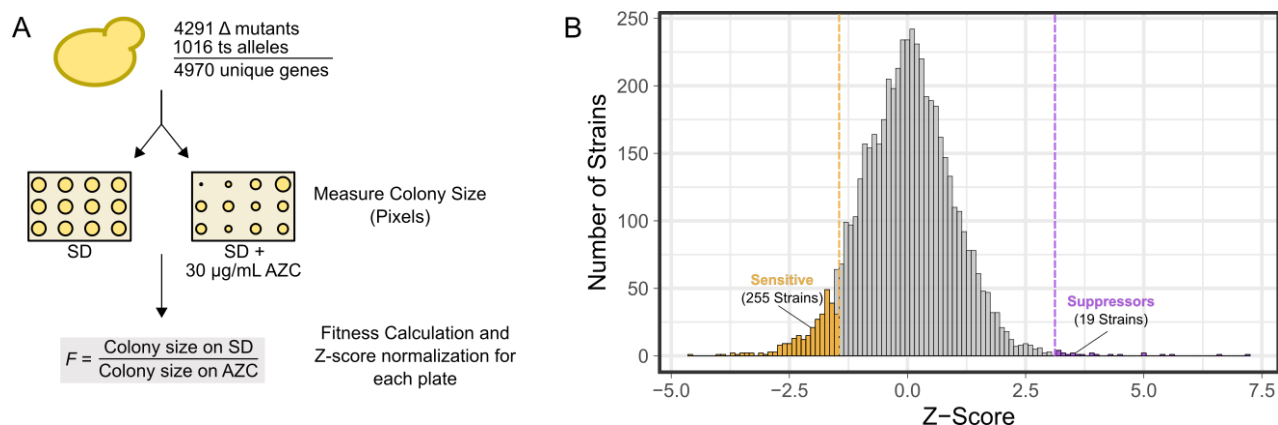 A
4291 Δ mutants
1016 ts alleles
4970 unique genes
SD
SD +
30 µg/mL AZC
Measure Colony Size
(Pixels)
F = Colony size on SD
Colony size on AZC
Fitness Calculation and
Z-score normalization for
each plate
B
Number of Strains
250
200
150
100
50
0
Sensitive
(255 Strains)
Suppressors
(19 Strains)
−5.0
−2.5
0.0
2.5
5.0
7.5
Z−Score